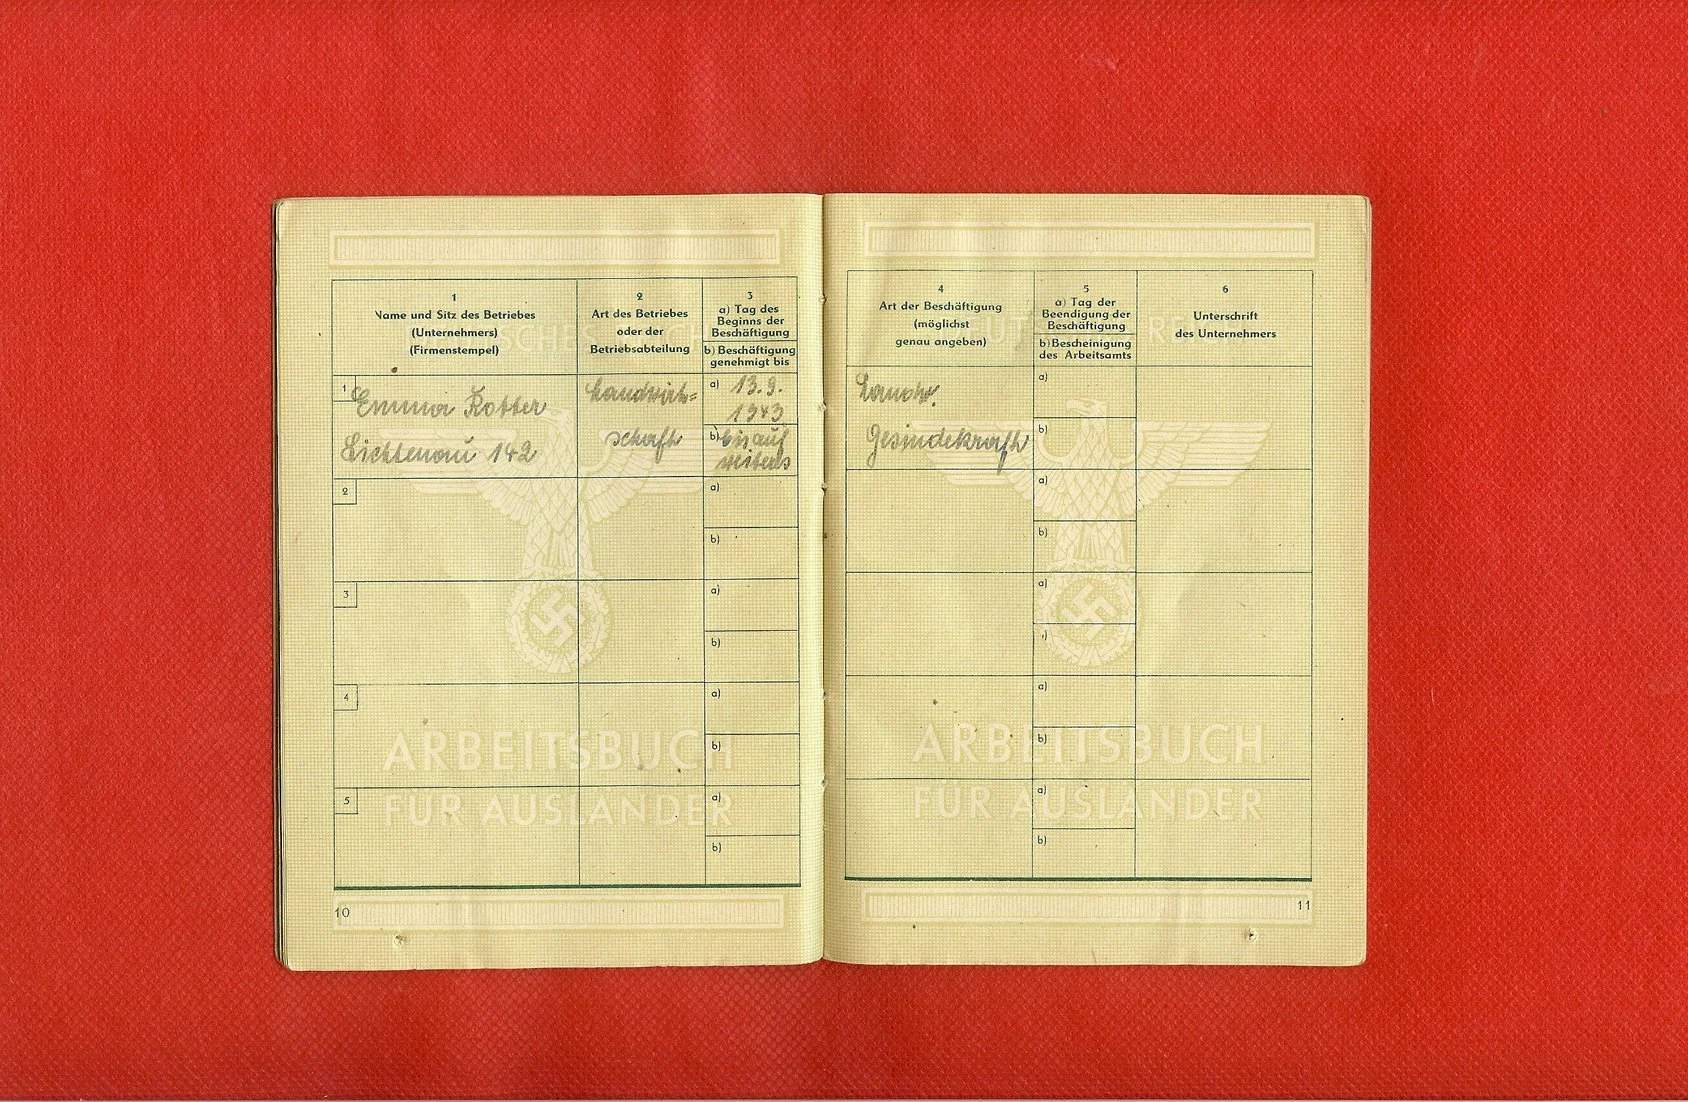 1
Name und Sitz des Betriebes
(Unternehmers)
(Firmenstempel)
2
Art des Betriebes
oder der
Betriebsabteilung
3
a) Tag des
Beginns der
Beschäftigung
b) Beschäftigung
genehmigt bis
1
Emma Rotter
Lichtenau 142
Landwirt=
schaft
a) 13.9.
1943
b) bis auf
weiteres
2
a)
b)
3
a)
b)
4
a)
b)
5
a)
b)
ARBEITSBUCH
FÜR AUSLÄNDER
10
4
Art der Beschäftigung
(möglichst
genau angeben)
5
a) Tag der
Beendigung der
Beschäftigung
b) Bescheinigung
des Arbeitsamts
6
Unterschrift
des Unternehmers
Landw.
Gesindekraft
a)
b)
a)
b)
a)
b)
a)
b)
a)
b)
ARBEITSBUCH
FÜR AUSLÄNDER
11